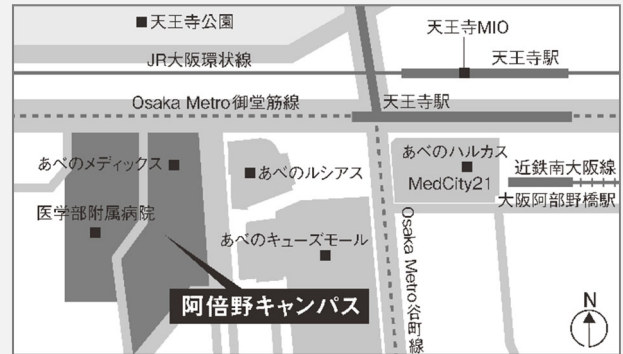 天王寺公園
天王寺MIO
JR大阪環状線
天王寺駅
Osaka Metro御堂筋線
天王寺駅
あべのメディックス
あべのルシアス
あべのハルカス
MedCity21
近鉄南大阪線
大阪阿部野橋駅
医学部附属病院
あべのキューズモール
Osaka Metro谷町線
阿倍野キャンパス
N